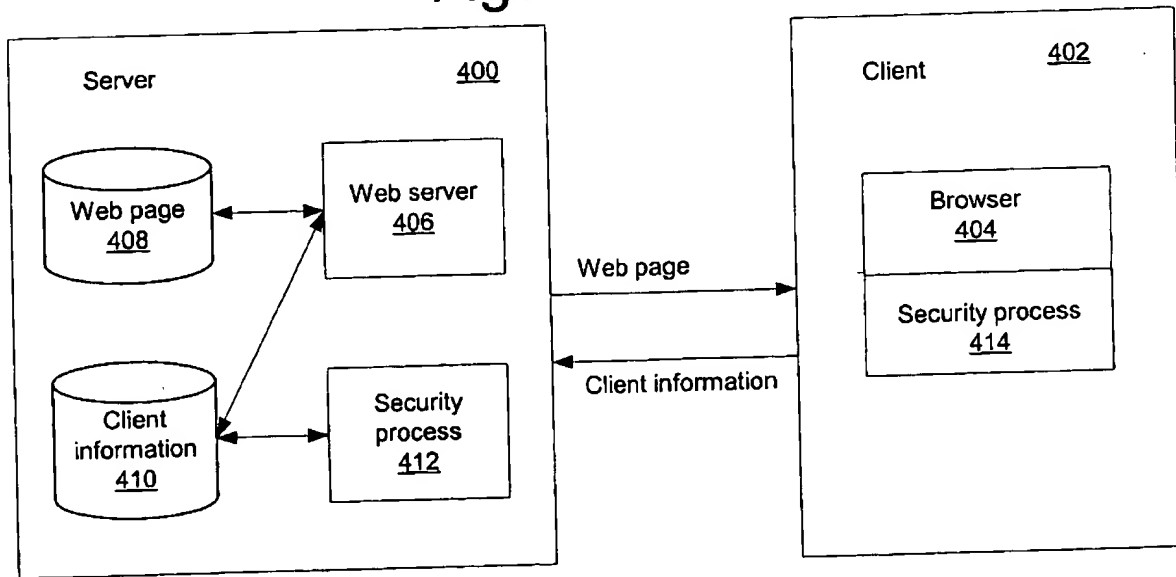 Server 400
Web page
408
Web server
406
Client
information
410
Security
process
412
Web page
Client information
Client 402
Browser
404
Security process
414